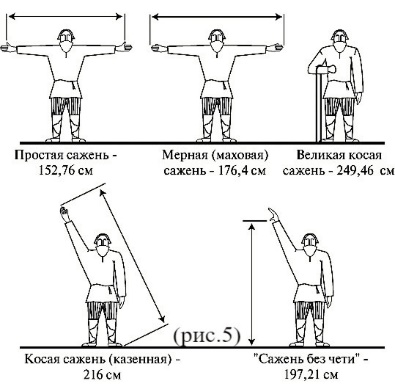 Простая сажень -
152,76 см
Мерная (маховая)
сажень - 176,4 см
Великая косая
сажень - 249,46 см
(рис.5)
Косая сажень (казенная) -
216 см
"Сажень без чети" -
197,21 см